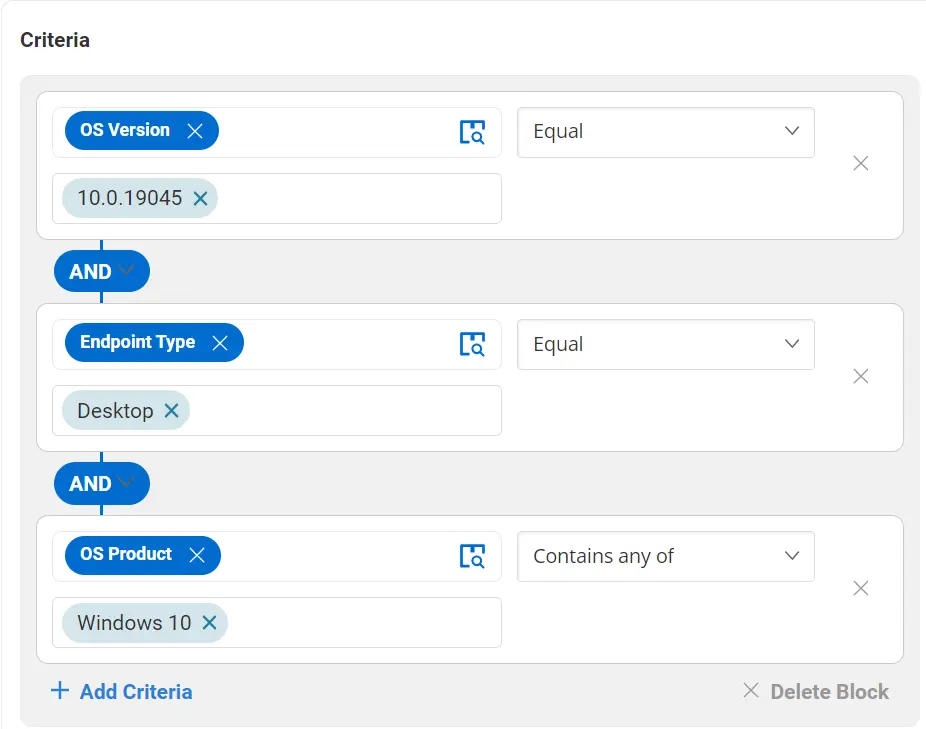 Criteria
OS Version
Equal
10.0.19045
AND
Endpoint Type
Equal
Desktop
AND
OS Product
Contains any of
Windows 10
Add Criteria
Delete Block